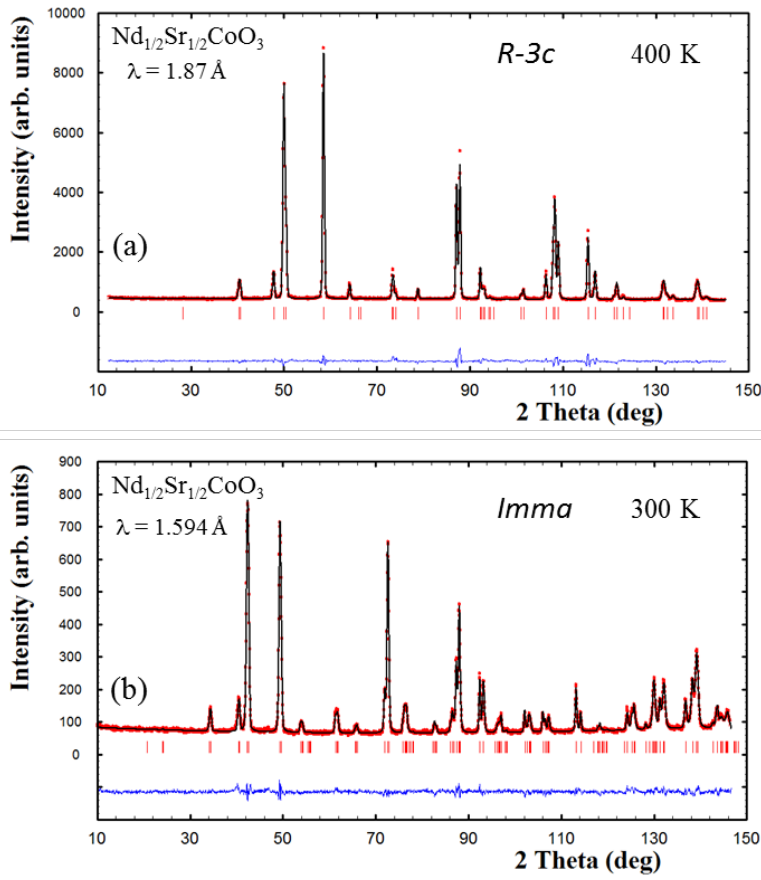 10000
8000
6000
4000
2000
0
Intensity (arb. units)
Nd1/2Sr1/2CoO3
λ = 1.87 Å
R-3c
400 K
(a)
10 30 50 70 90 110 130 150
2 Theta (deg)
900
800
700
600
500
400
300
200
100
0
Intensity (arb. units)
Nd1/2Sr1/2CoO3
λ = 1.594 Å
Imma
300 K
(b)
10 30 50 70 90 110 130 150
2 Theta (deg)